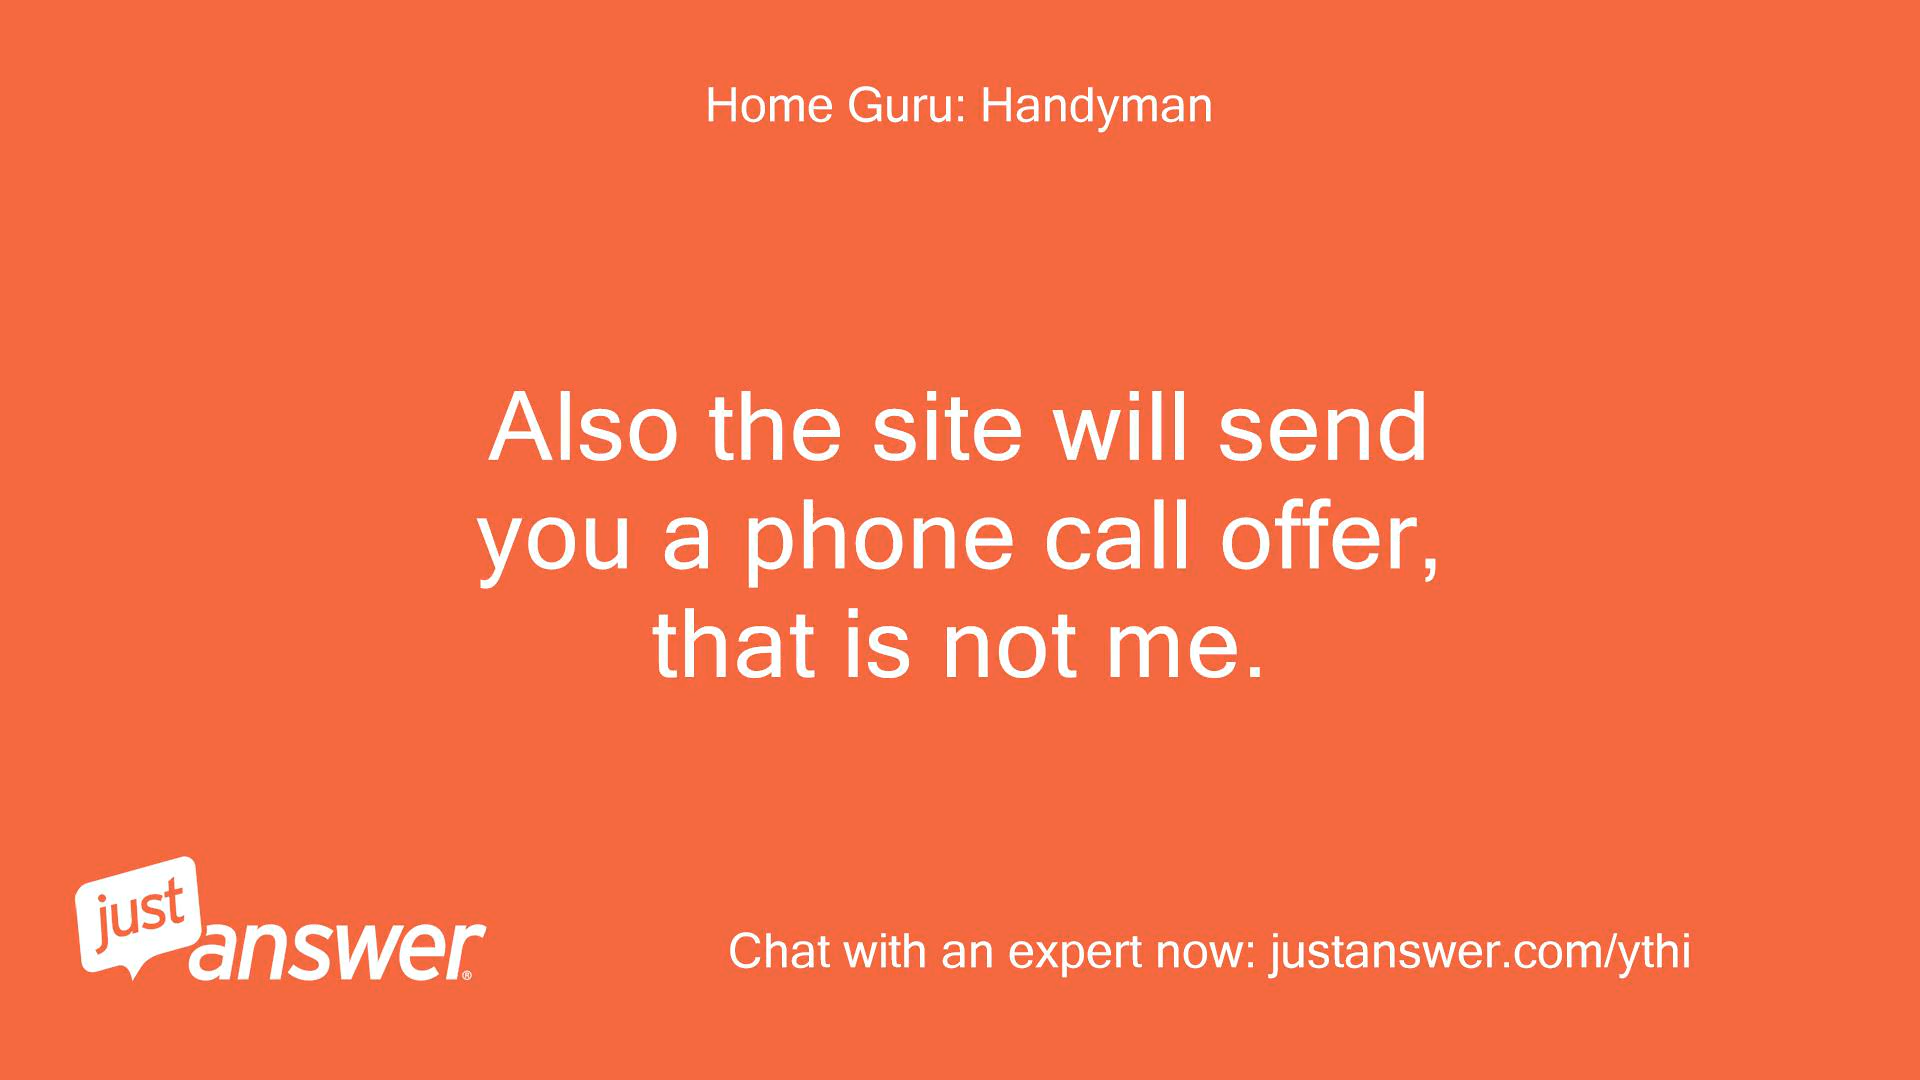 Home Guru: Handyman
Also the site will send
you a phone call offer,
that is not me.
just
answer®
Chat with an expert now: justanswer.com/ythi